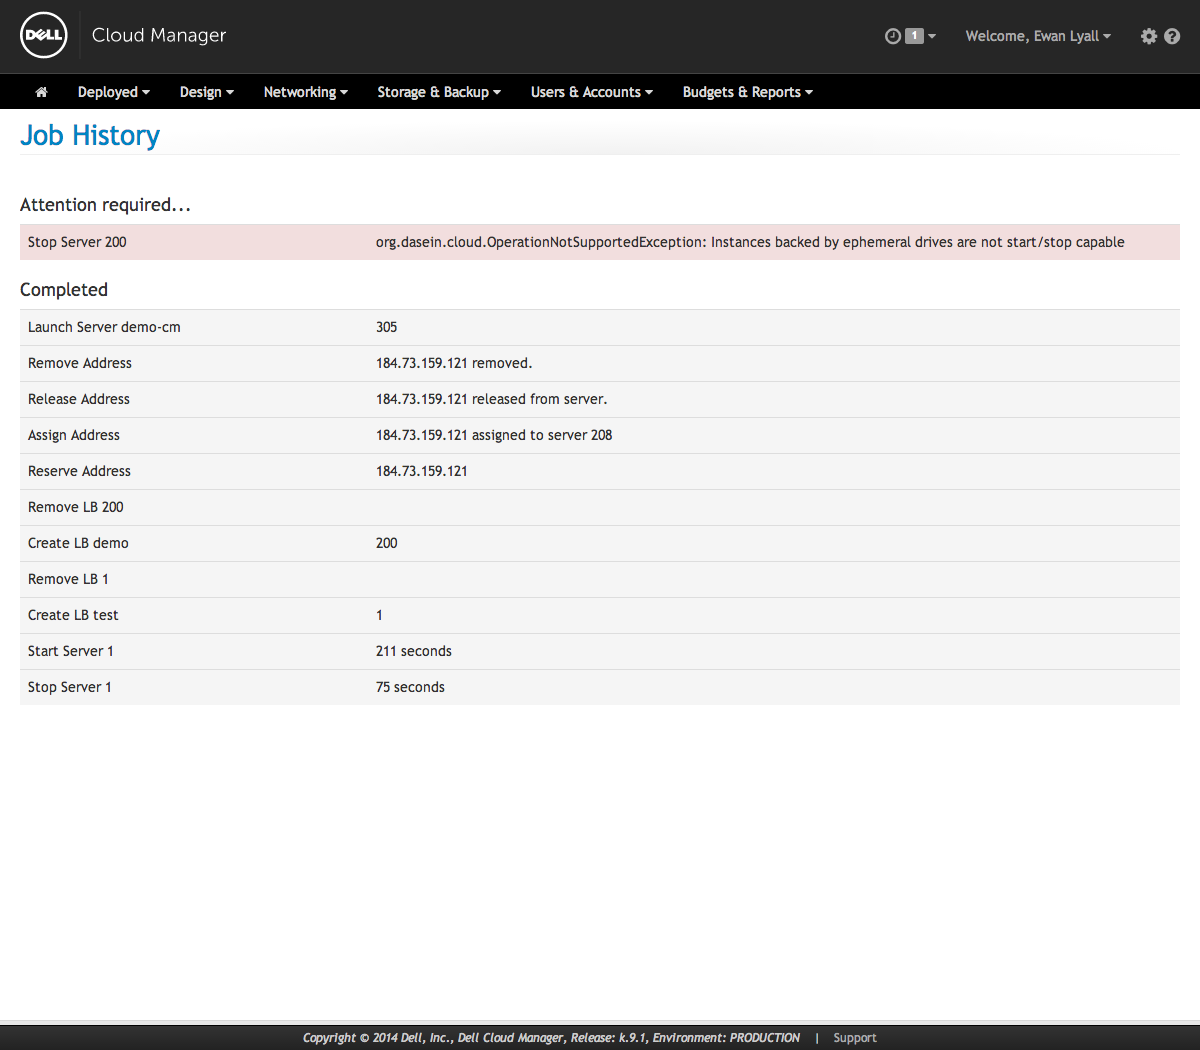 DELL Cloud Manager
1
Welcome, Ewan Lyall
Deployed Design Networking Storage & Backup Users & Accounts Budgets & Reports
Job History
Attention required...
Stop Server 200 org.dasein.cloud.OperationNotSupportedException: Instances backed by ephemeral drives are not start/stop capable
Completed
Launch Server demo-cm 305
Remove Address 184.73.159.121 removed.
Release Address 184.73.159.121 released from server.
Assign Address 184.73.159.121 assigned to server 208
Reserve Address 184.73.159.121
Remove LB 200
Create LB demo 200
Remove LB 1
Create LB test 1
Start Server 1 211 seconds
Stop Server 1 75 seconds
Copyright © 2014 Dell, Inc., Dell Cloud Manager, Release: k.9.1, Environment: PRODUCTION | Support